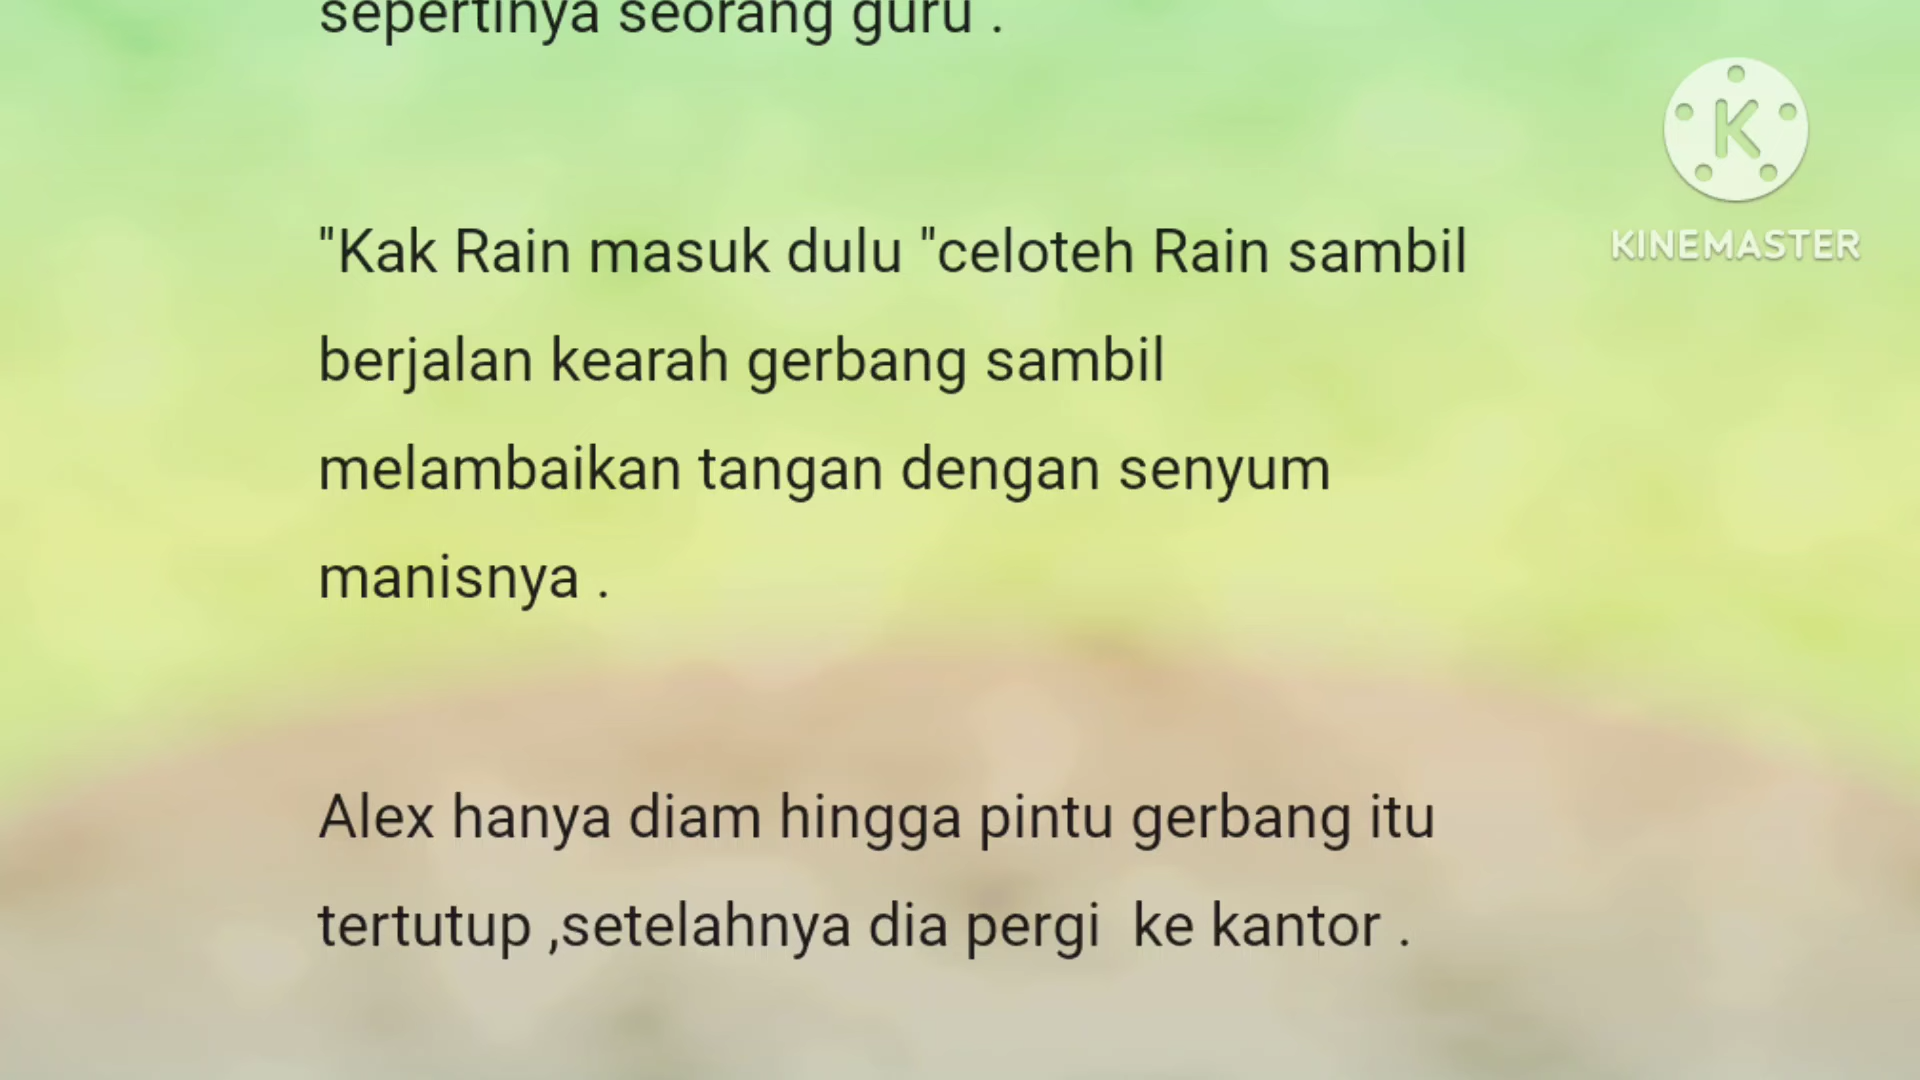 sepertinya seorang guru .
"Kak Rain masuk dulu "celoteh Rain sambil
berjalan kearah gerbang sambil
melambaikan tangan dengan senyum
manisnya .
Alex hanya diam hingga pintu gerbang itu
tertutup ,setelahnya dia pergi  ke kantor .
K
KINEMASTER